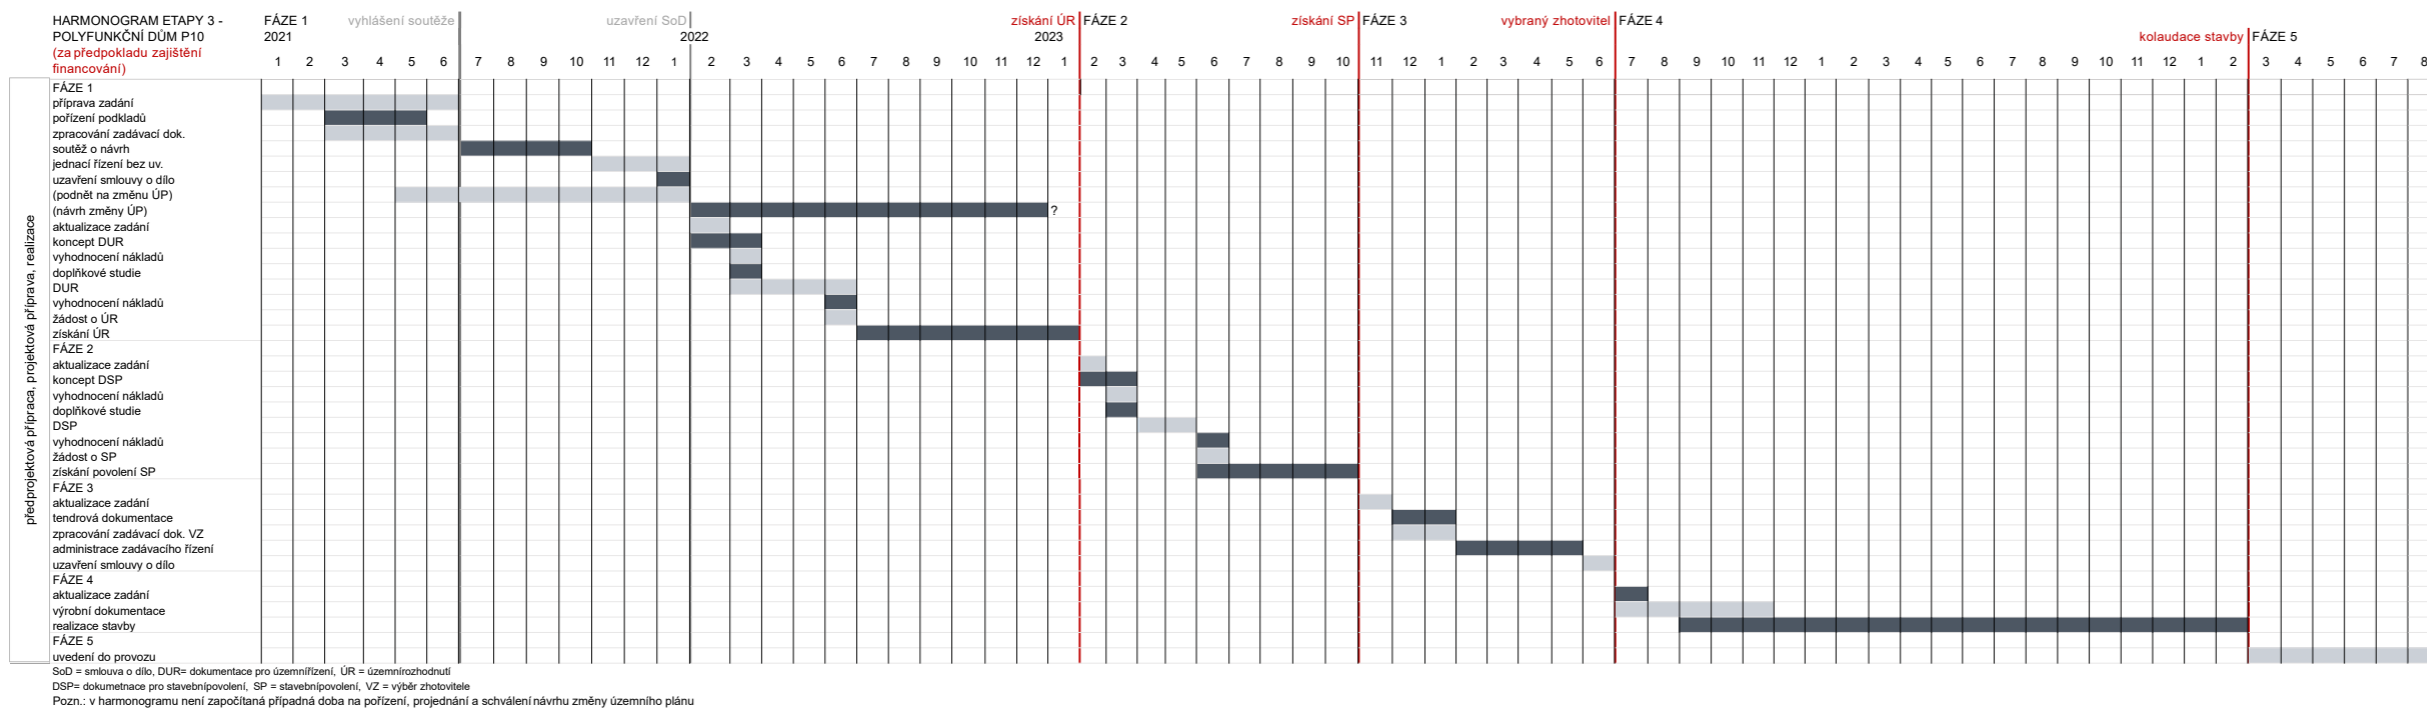 HARMONOGRAM ETAPY 3 -
POLYFUNKČNÍ DŮM P10
(za předpokladu zajištění
financování)
FÁZE 1 vyhlášení soutěže uzavření SoD získání ÚR FÁZE 2 získání SP FÁZE 3 vybraný zhotovitel FÁZE 4
2021 2022 2023 kolaudace stavby FÁZE 5
1 2 3 4 5 6 7 8 9 10 11 12 1 2 3 4 5 6 7 8 9 10 11 12 1 2 3 4 5 6 7 8 9 10 11 12 1 2 3 4 5 6 7 8 9 10 11 12 1 2 3 4 5 6 7 8 9 10 11 12 1 2 3 4 5 6 7 8
předprojektová přípraca, projektová příprava, realizace
FÁZE 1
příprava zadání
pořízení podkladů
zpracování zadávací dok.
soutěž o návrh
jednací řízení bez uv.
uzavření smlouvy o dílo
(podnět na změnu ÚP)
(návrh změny ÚP) ?
aktualizace zadání
koncept DUR
vyhodnocení nákladů
doplňkové studie
DUR
vyhodnocení nákladů
žádost o ÚR
získání ÚR
FÁZE 2
aktualizace zadání
koncept DSP
vyhodnocení nákladů
doplňkové studie
DSP
vyhodnocení nákladů
žádost o SP
získání povolení SP
FÁZE 3
aktualizace zadání
tendrová dokumentace
zpracování zadávací dok. VZ
administrace zadávacího řízení
uzavření smlouvy o dílo
FÁZE 4
aktualizace zadání
výrobní dokumentace
realizace stavby
FÁZE 5
uvedení do provozu
SoD = smlouva o dílo, DUR= dokumentace pro územnířízení, ÚR = územnírozhodnutí
DSP= dokumetnace pro stavebnípovolení, SP = stavebnípovolení, VZ = výběr zhotovitele
Pozn.: v harmonogramu není započítaná případná doba na pořízení, projednání a schválení návrhu změny územního plánu